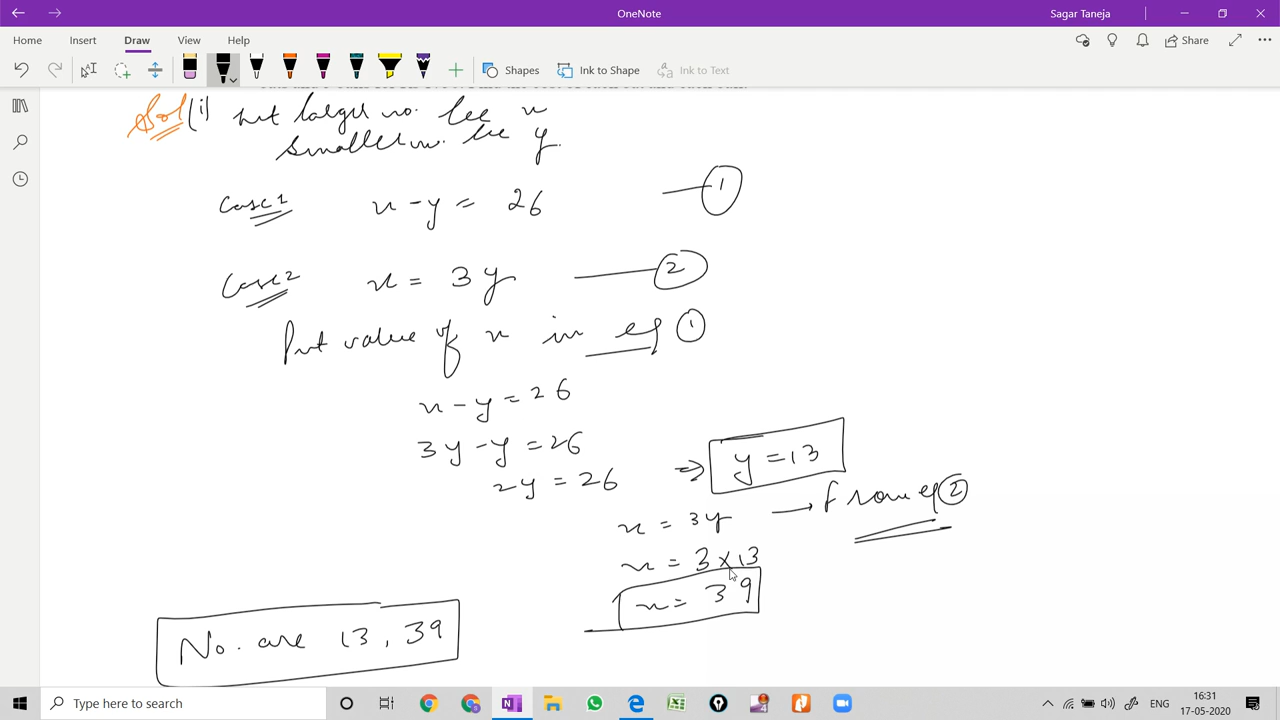 OneNote
Sagar Taneja
Home Insert Draw View Help
Share
Shapes Ink to Shape Ink to Text
Sol (i) Let larger no. be x
Smaller no. be y.
Case 1 x - y = 26 ①
Case 2 x = 3y ②
Put value of x in eq ①
x - y = 26
3y - y = 26
2y = 26 ⇒ y = 13
x = 3y → From eq ②
x = 3 × 13
x = 39
No. are 13, 39
Type here to search
ENG
16:31
17-05-2020